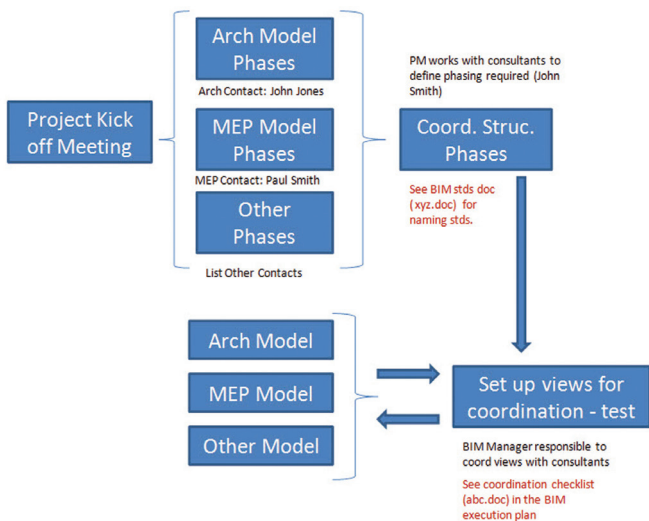 Arch Model
Phases
Arch Contact: John Jones
PM works with consultants to
define phasing required (John
Smith)
Project Kick
off Meeting
MEP Model
Phases
MEP Contact: Paul Smith
Coord. Struc.
Phases
Other
Phases
List Other Contacts
See BIM stds doc
(xyz.doc) for
naming stds.
Arch Model
MEP Model
Other Model
Set up views for
coordination - test
BIM Manager responsible to
coord views with consultants
See coordination checklist
(abc.doc) in the BIM
execution plan